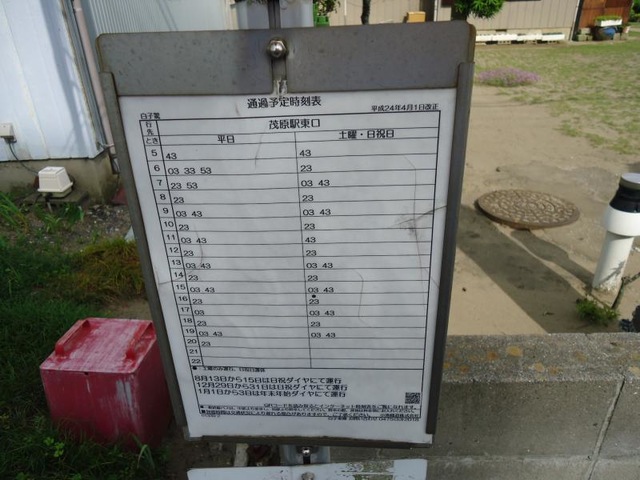 通過予定時刻表
白子車 平成24年4月1日改正
行先 茂原駅東口
とき 平日 土曜・日祝日
5 43 43
6 03 33 53 23
7 23 53 03 43
8 23 23
9 03 43 03 43
10 23 23
11 03 43 43
12 23 23
13 03 43 03 43
14 23 23
15 03 43 03 43
16 23 23
17 03 03 43
18 23 23
19 03 43 03 43
20 23
21
22
8月13日から15日は日祝ダイヤにて運行
12月29日から31日は日祝ダイヤにて運行
1月1日から3日は年末年始ダイヤにて運行